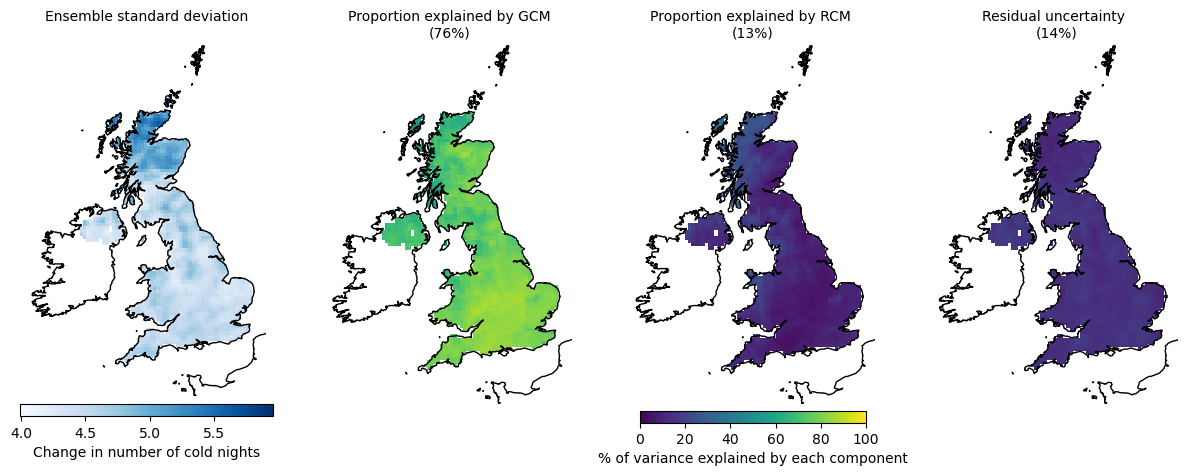 Ensemble standard deviation
Proportion explained by GCM
(76%)
Proportion explained by RCM
(13%)
Residual uncertainty
(14%)
4.0 4.5 5.0 5.5
Change in number of cold nights
0 20 40 60 80 100
% of variance explained by each component